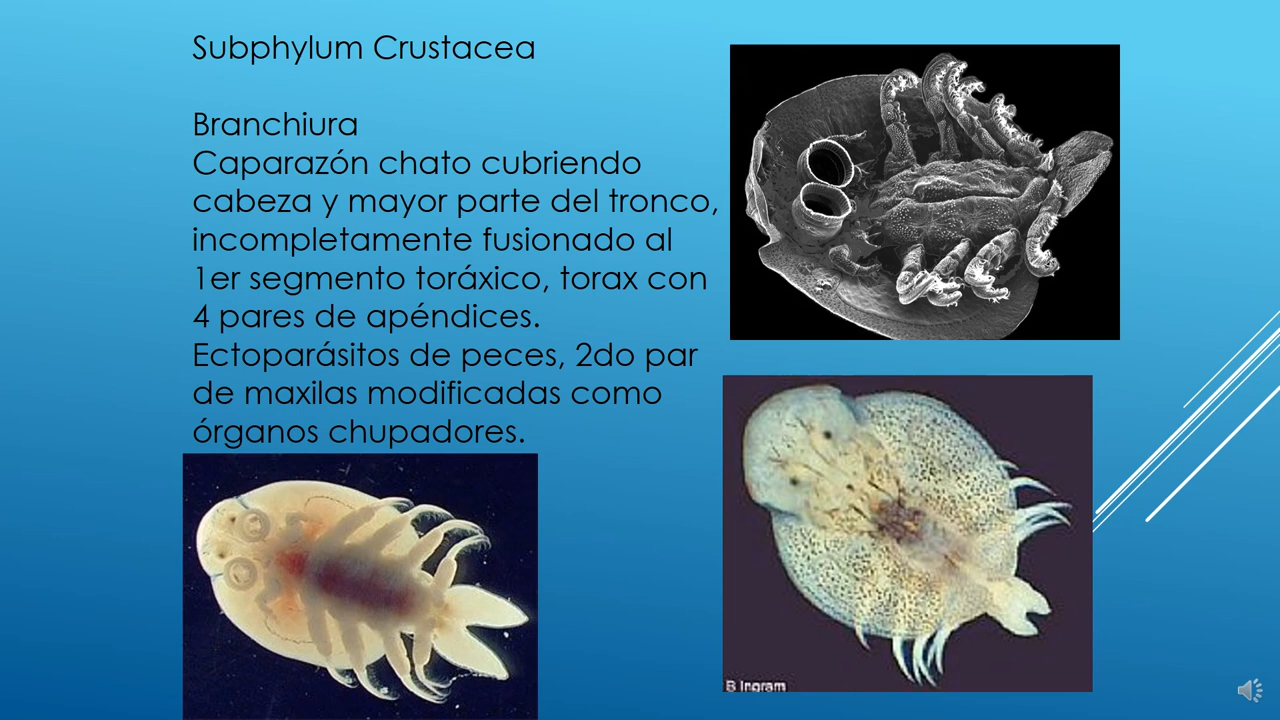 Subphylum Crustacea
Branchiura
Caparazón chato cubriendo
cabeza y mayor parte del tronco,
incompletamente fusionado al
1er segmento toráxico, torax con
4 pares de apéndices.
Ectoparásitos de peces, 2do par
de maxilas modificadas como
órganos chupadores.
B Ingram